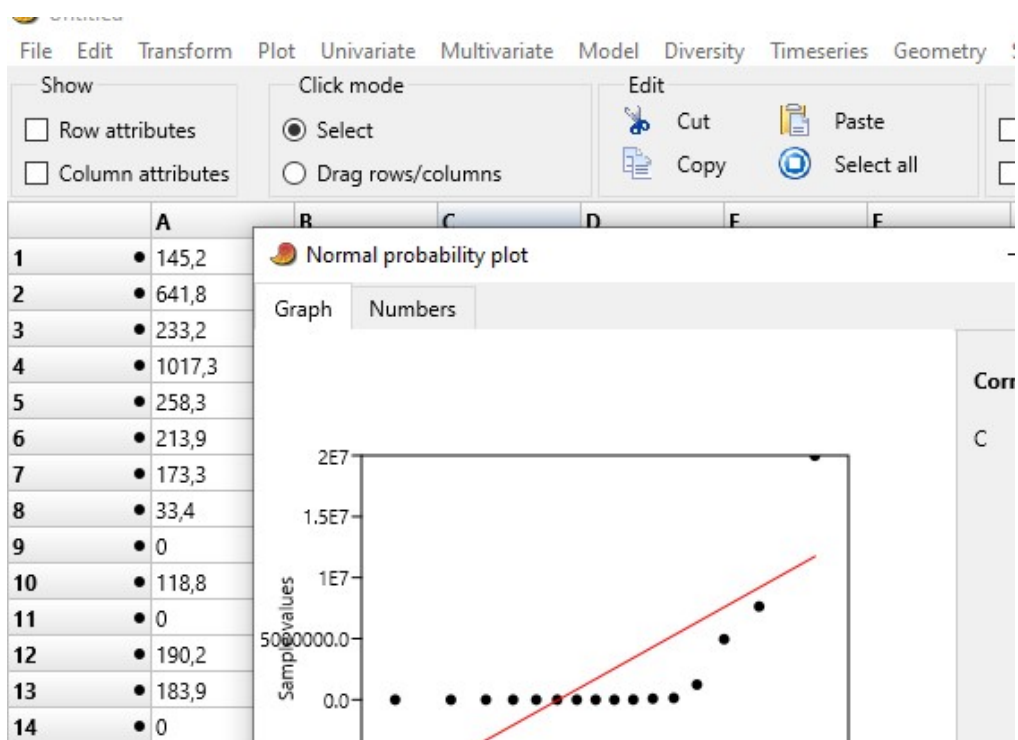 File Edit Transform Plot Univariate Multivariate Model Diversity Timeseries Geometry
Show Click mode Edit
Row attributes Select Cut Paste
Column attributes Drag rows/columns Copy Select all
A B C D E F
1 145,2
2 641,8
3 233,2
4 1017,3
5 258,3
6 213,9
7 173,3
8 33,4
9 0
10 118,8
11 0
12 190,2
13 183,9
14 0
Normal probability plot
Graph Numbers
C
2E7
1.5E7
1E7
5000000.0
0.0
Sample values